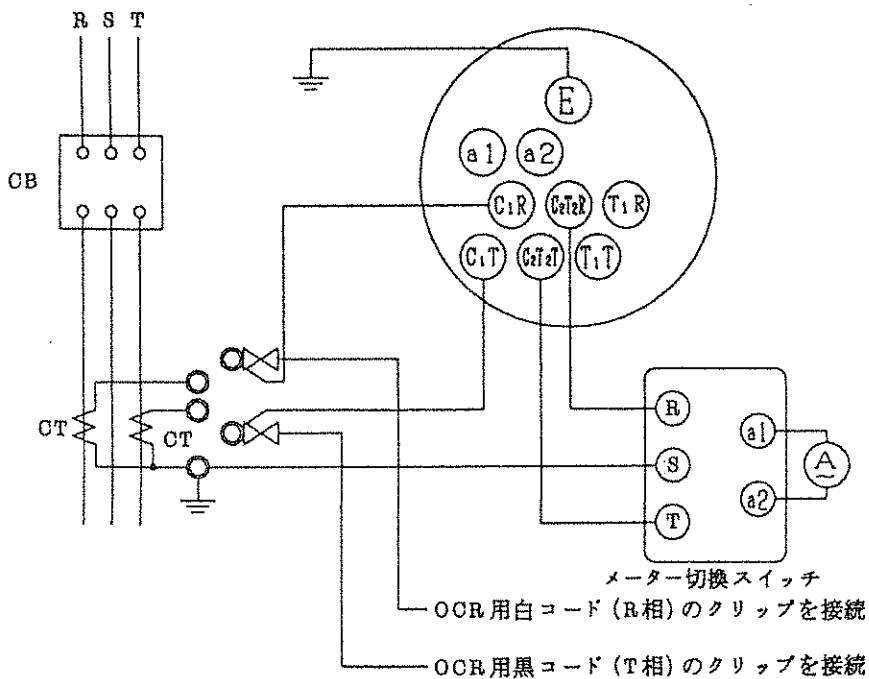 R S T
E
a1 a2
CB
C₁R C₂T₂R T₁R
C₁T C₂T₂T T₁T
R
a1
CT CT
S A
a2
T
メーター切換スイッチ
OCR用白コード(R相)のクリップを接続
OCR用黒コード(T相)のクリップを接続